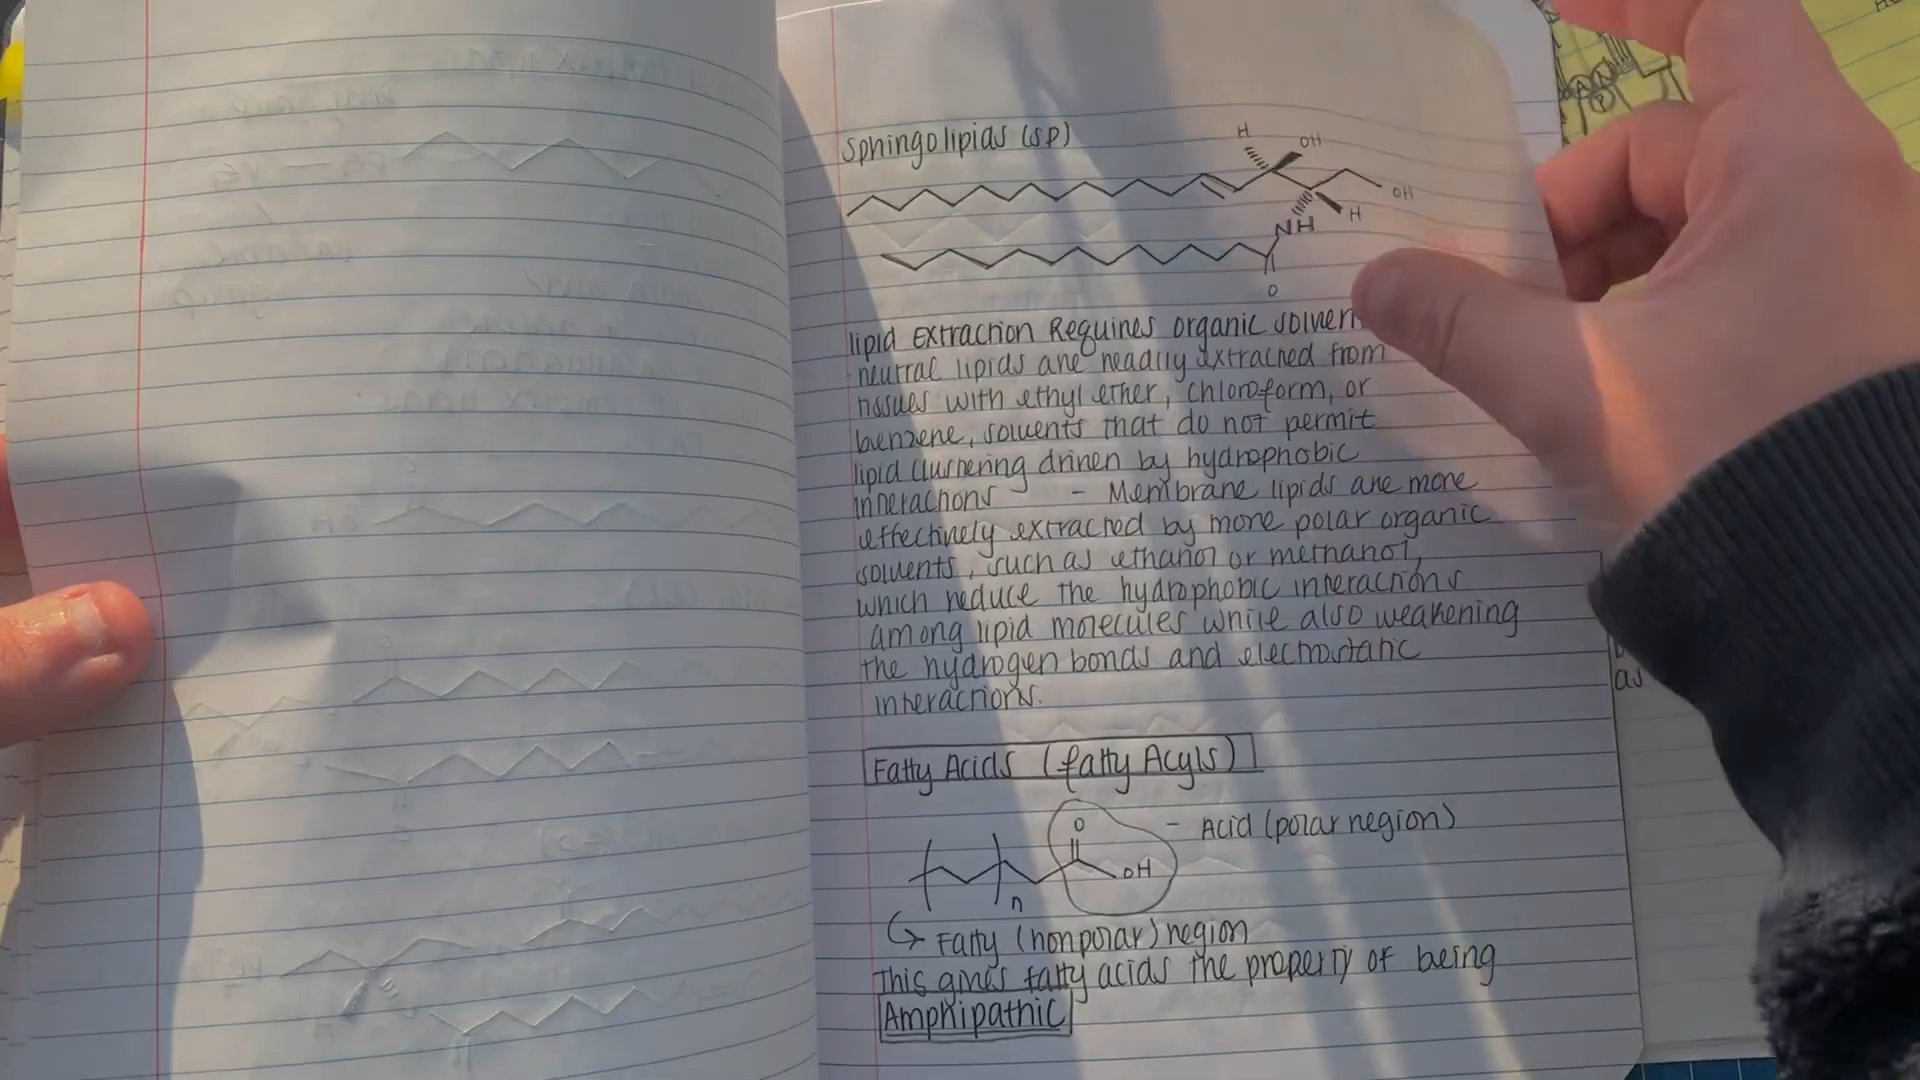 Sphingolipids (SP)
H
OH
OH
H
NH
O
lipid Extraction Requires organic solven
neutral lipids are readily extracted from
tissues with ethyl ether, chloroform, or
benzene, solvents that do not permit
lipid clustering driven by hydrophobic
interactions - Membrane lipids are more
effectively extracted by more polar organic
solvents, such as ethanol or methanol,
which reduce the hydrophobic interactions
among lipid molecules while also weakening
the hydrogen bonds and electrostatic
interactions.
as
Fatty Acids (Fatty Acyls)
O
- Acid (polar region)
OH
n
Fatty (nonpolar) region
This gives fatty acids the property of being
Amphipathic